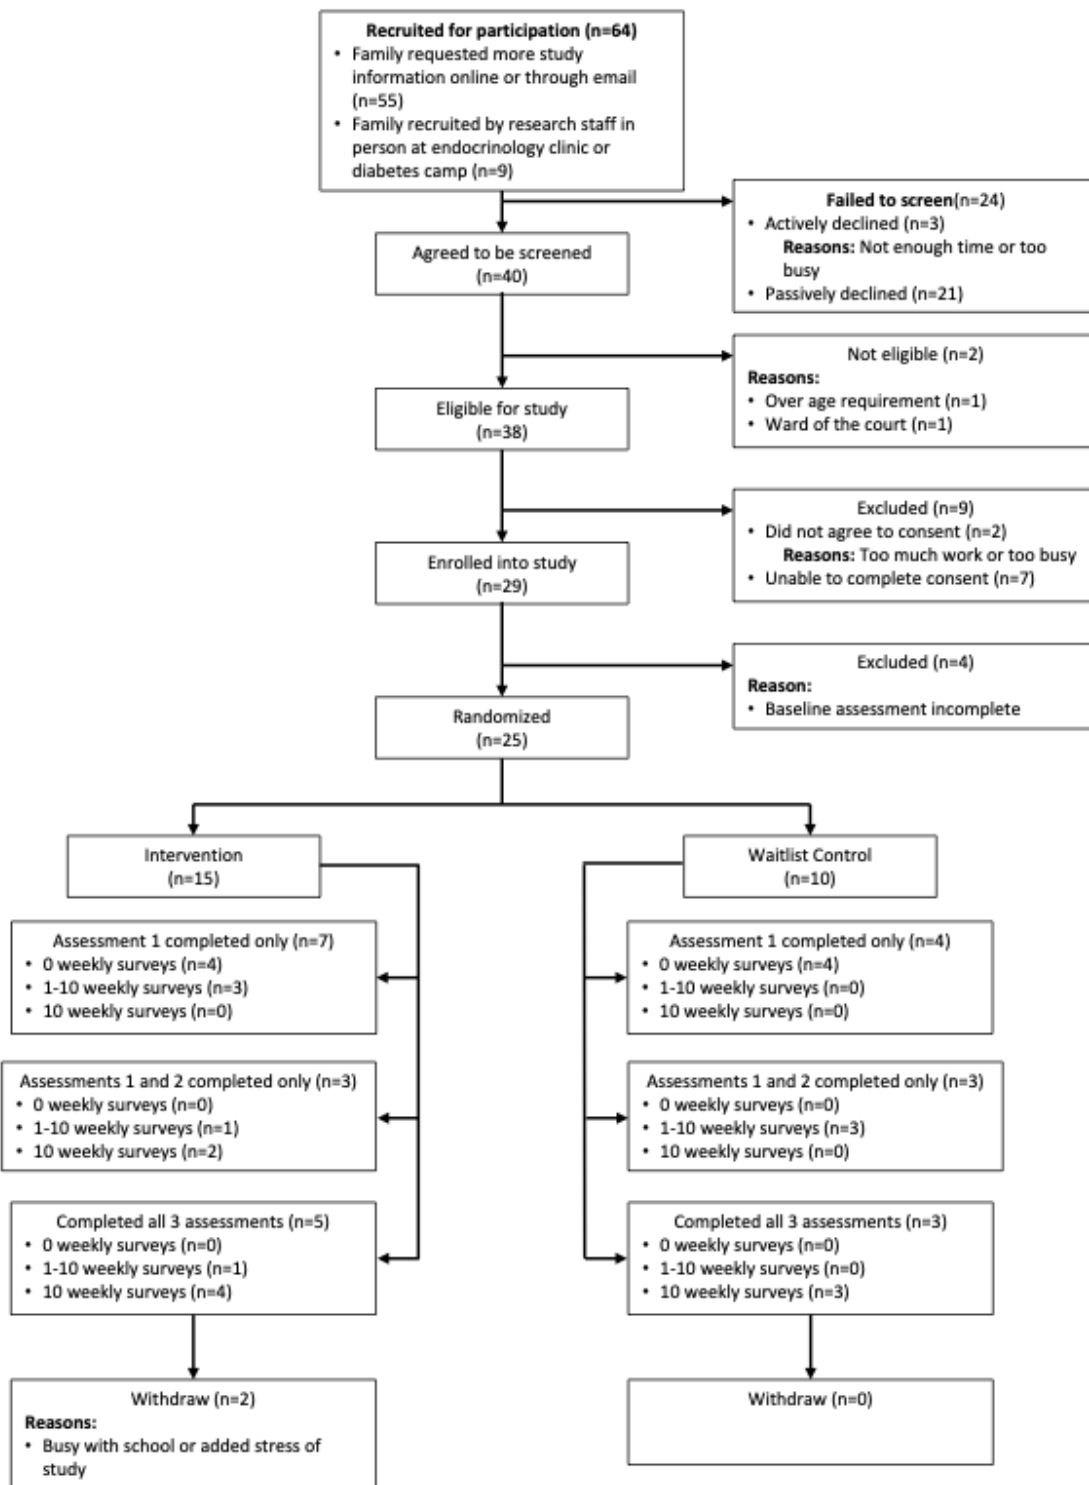 Recruited for participation (n=64)
• Family requested more study
information online or through email
(n=55)
• Family recruited by research staff in
person at endocrinology clinic or
diabetes camp (n=9)
Failed to screen(n=24)
• Actively declined (n=3)
Reasons: Not enough time or too
busy
• Passively declined (n=21)
Agreed to be screened
(n=40)
Not eligible (n=2)
Reasons:
• Over age requirement (n=1)
• Ward of the court (n=1)
Eligible for study
(n=38)
Excluded (n=9)
• Did not agree to consent (n=2)
Reasons: Too much work or too busy
• Unable to complete consent (n=7)
Enrolled into study
(n=29)
Excluded (n=4)
Reason:
• Baseline assessment incomplete
Randomized
(n=25)
Intervention
(n=15)
Waitlist Control
(n=10)
Assessment 1 completed only (n=7)
• 0 weekly surveys (n=4)
• 1-10 weekly surveys (n=3)
• 10 weekly surveys (n=0)
Assessment 1 completed only (n=4)
• 0 weekly surveys (n=4)
• 1-10 weekly surveys (n=0)
• 10 weekly surveys (n=0)
Assessments 1 and 2 completed only (n=3)
• 0 weekly surveys (n=0)
• 1-10 weekly surveys (n=1)
• 10 weekly surveys (n=2)
Assessments 1 and 2 completed only (n=3)
• 0 weekly surveys (n=0)
• 1-10 weekly surveys (n=3)
• 10 weekly surveys (n=0)
Completed all 3 assessments (n=5)
• 0 weekly surveys (n=0)
• 1-10 weekly surveys (n=1)
• 10 weekly surveys (n=4)
Completed all 3 assessments (n=3)
• 0 weekly surveys (n=0)
• 1-10 weekly surveys (n=0)
• 10 weekly surveys (n=3)
Withdraw (n=2)
Reasons:
• Busy with school or added stress of
study
Withdraw (n=0)